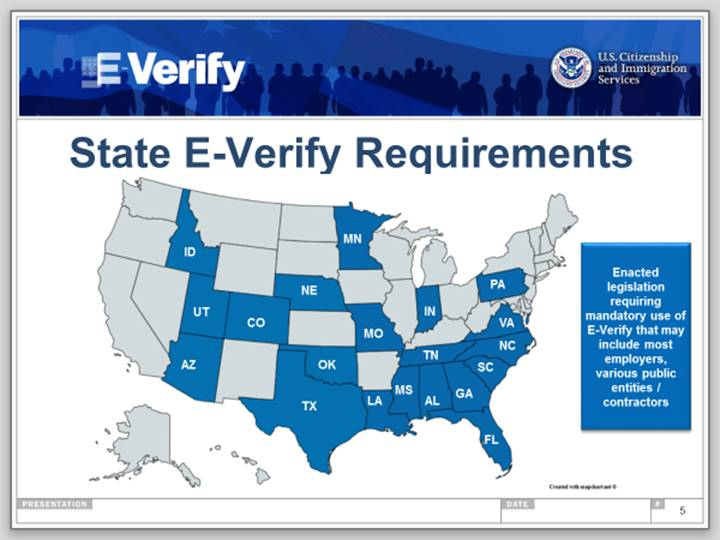 E-Verify
U.S. Citizenship
and Immigration
Services
State E-Verify Requirements
MN
ID
NE
PA
UT
CO
IN
VA
MO
NC
AZ
OK
TN
SC
MS
LA
AL
GA
TX
FL
Enacted
legislation
requiring
mandatory use of
E-Verify that may
include most
employers,
various public
entities /
contractors
Created with mapchart.net ©
PRESENTATION
DATE
#
5